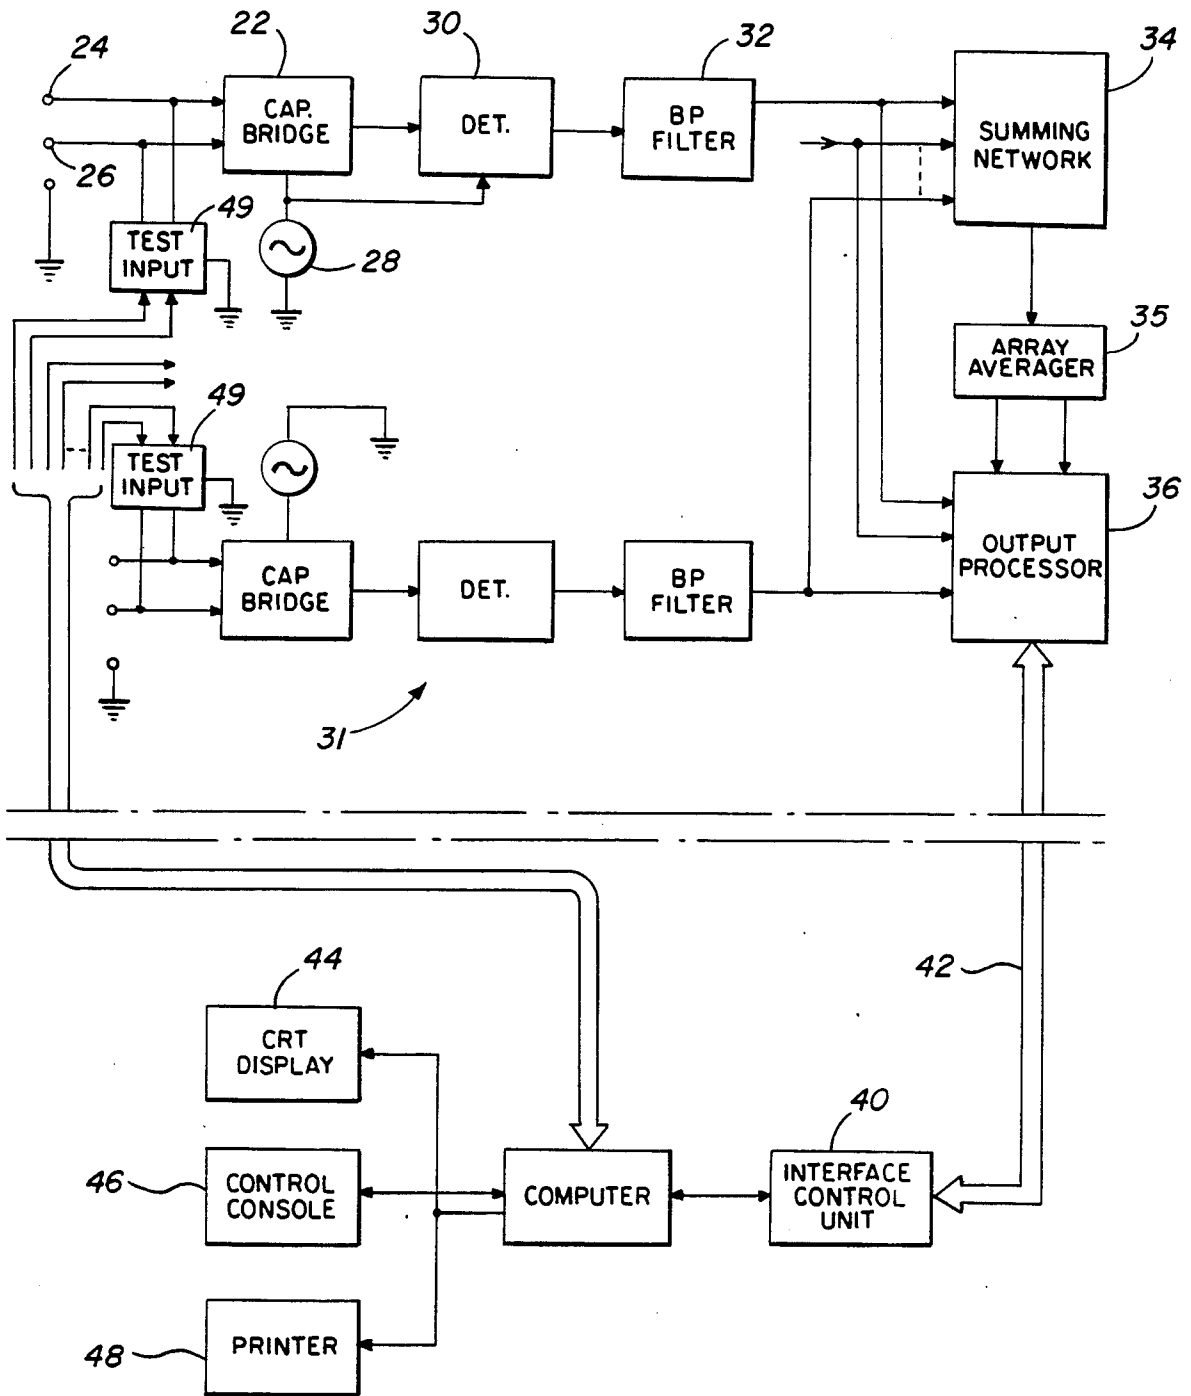 24
22
30
32
34
CAP.
BRIDGE
DET.
BP
FILTER
SUMMING
NETWORK
26
49
TEST
INPUT
28
35
ARRAY
AVERAGER
49
TEST
INPUT
36
OUTPUT
PROCESSOR
CAP
BRIDGE
DET.
BP
FILTER
31
42
44
CRT
DISPLAY
40
46
CONTROL
CONSOLE
COMPUTER
INTERFACE
CONTROL
UNIT
48
PRINTER